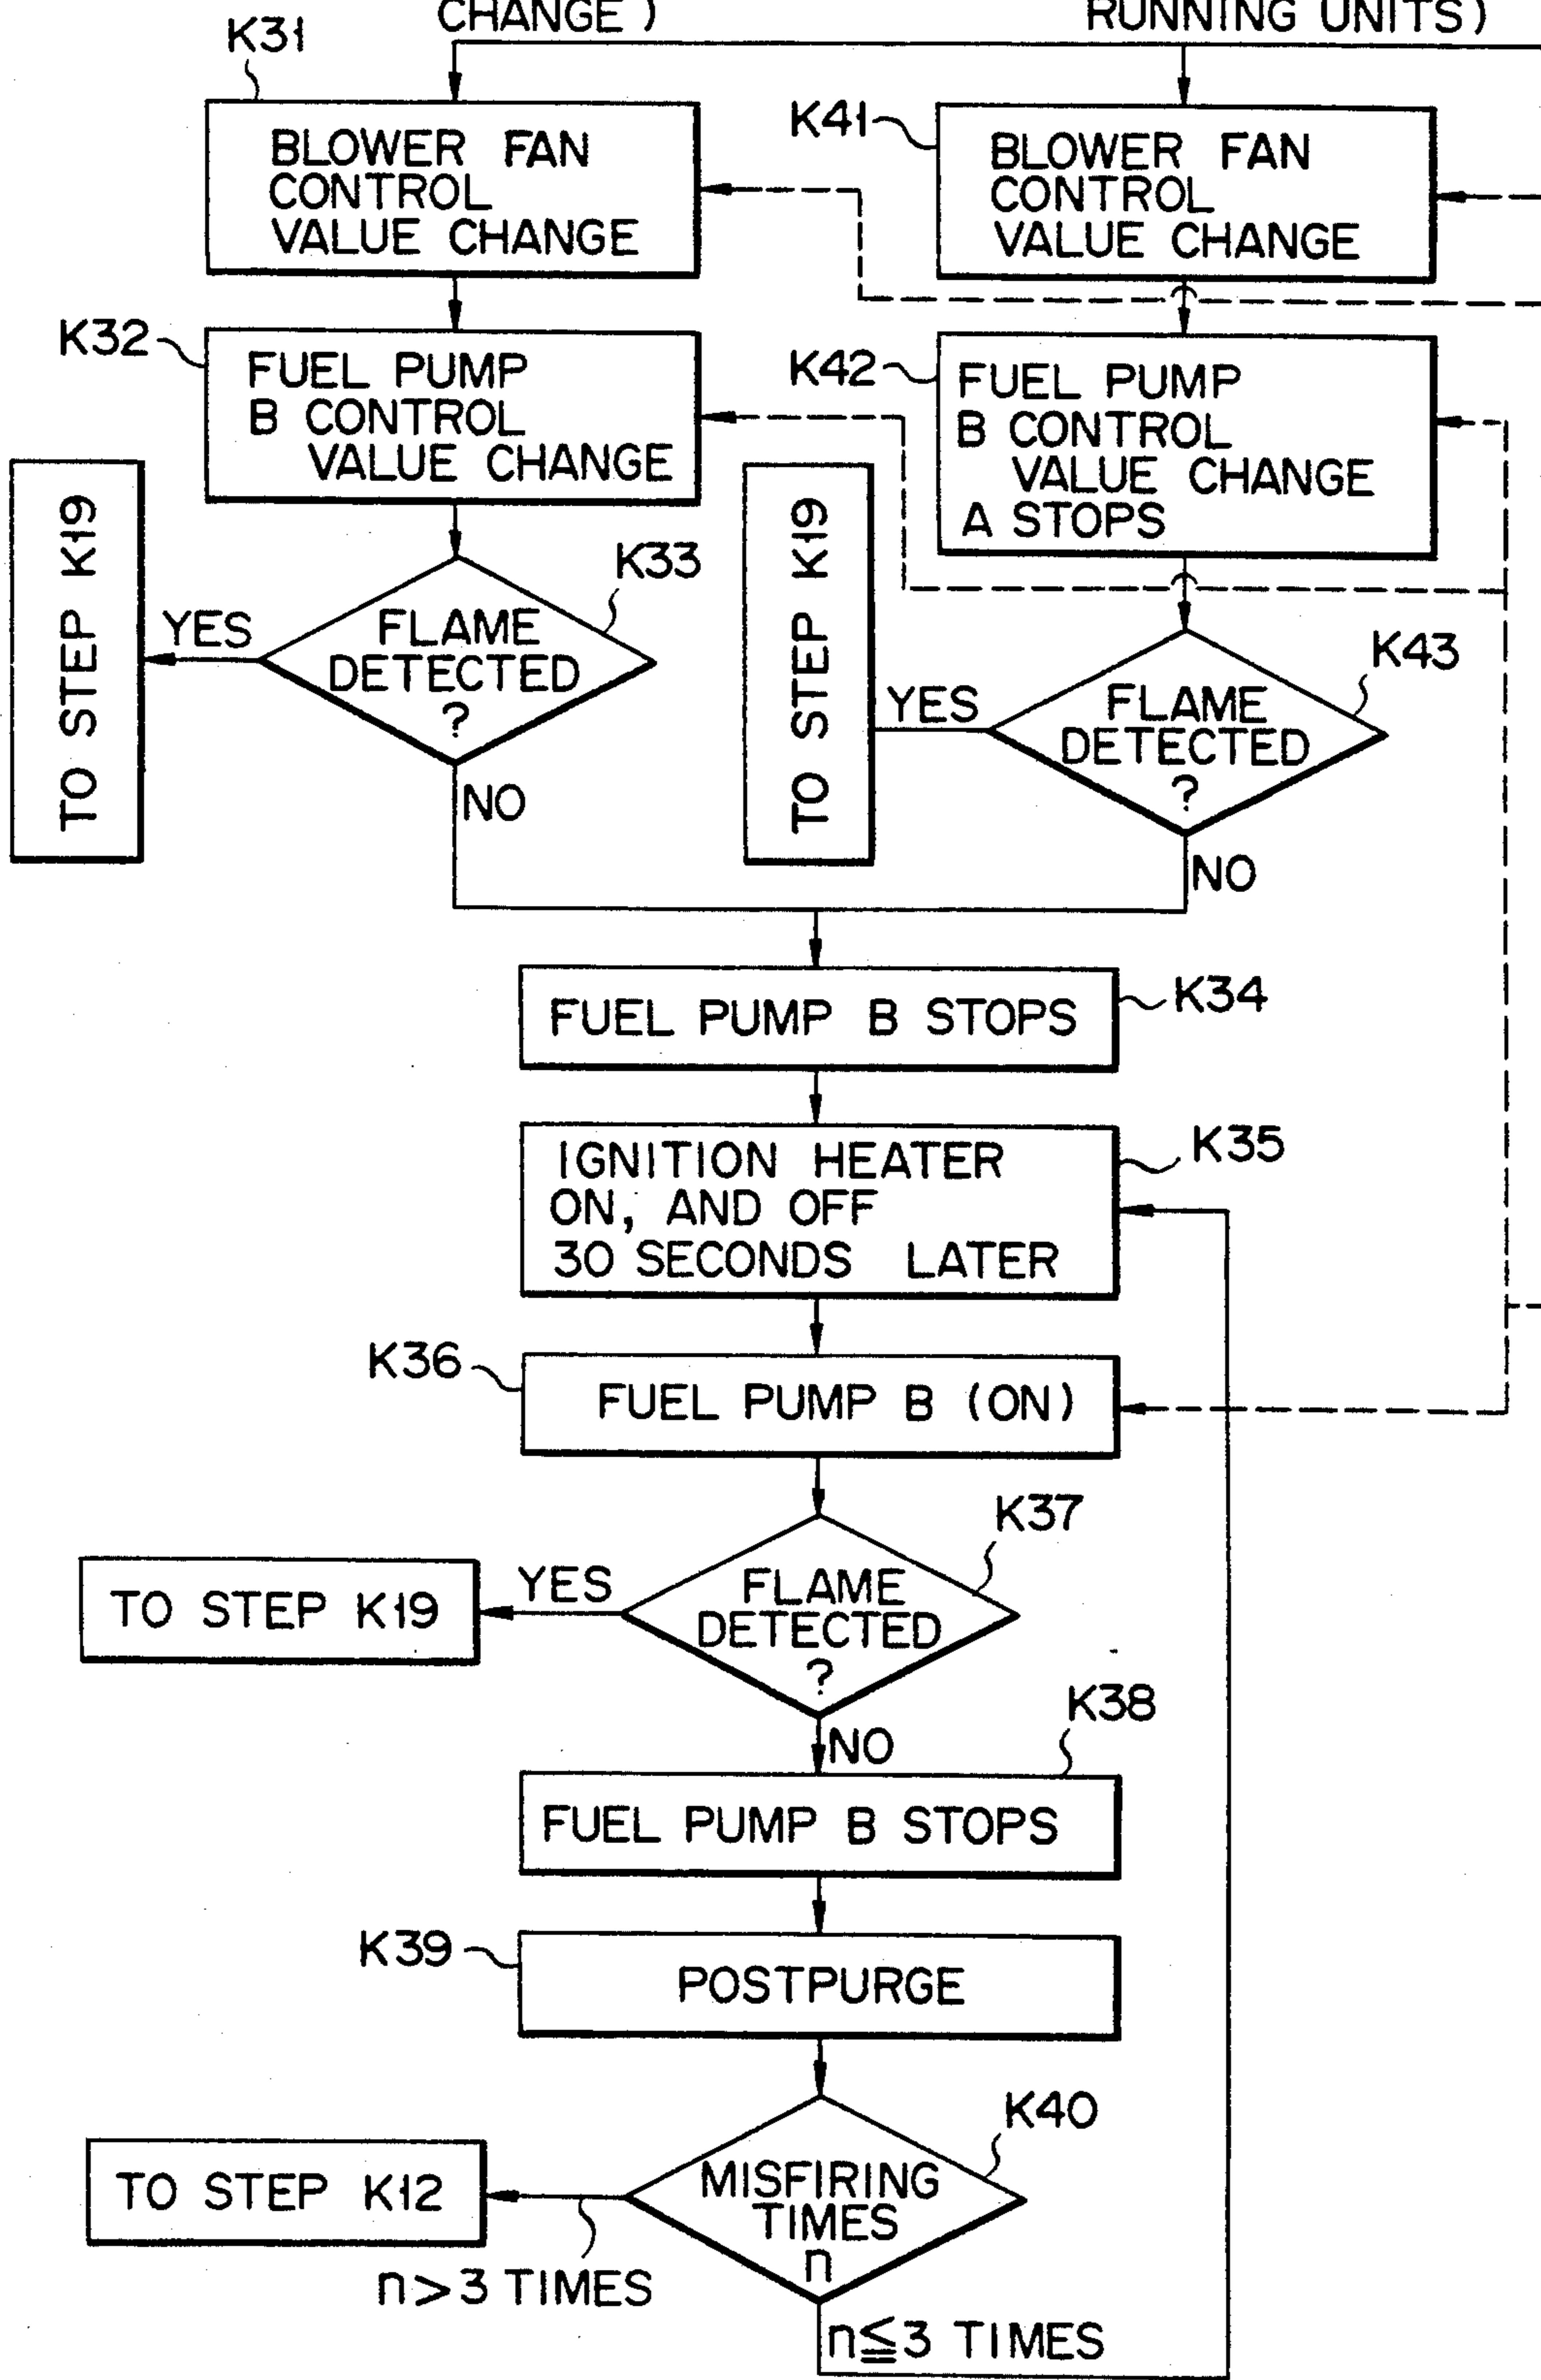 CHANGE)
RUNNING UNITS)
K31
BLOWER FAN
CONTROL
VALUE CHANGE
K41
BLOWER FAN
CONTROL
VALUE CHANGE
K32
FUEL PUMP
B CONTROL
VALUE CHANGE
K42
FUEL PUMP
B CONTROL
VALUE CHANGE
A STOPS
TO STEP K19
YES
K33
FLAME
DETECTED
?
NO
TO STEP K19
YES
K43
FLAME
DETECTED
?
NO
FUEL PUMP B STOPS
K34
IGNITION HEATER
ON, AND OFF
30 SECONDS LATER
K35
K36
FUEL PUMP B (ON)
K37
TO STEP K19
YES
FLAME
DETECTED
?
NO
K38
FUEL PUMP B STOPS
K39
POSTPURGE
K40
TO STEP K12
MISFIRING
TIMES
n
n>3 TIMES
n≦3 TIMES